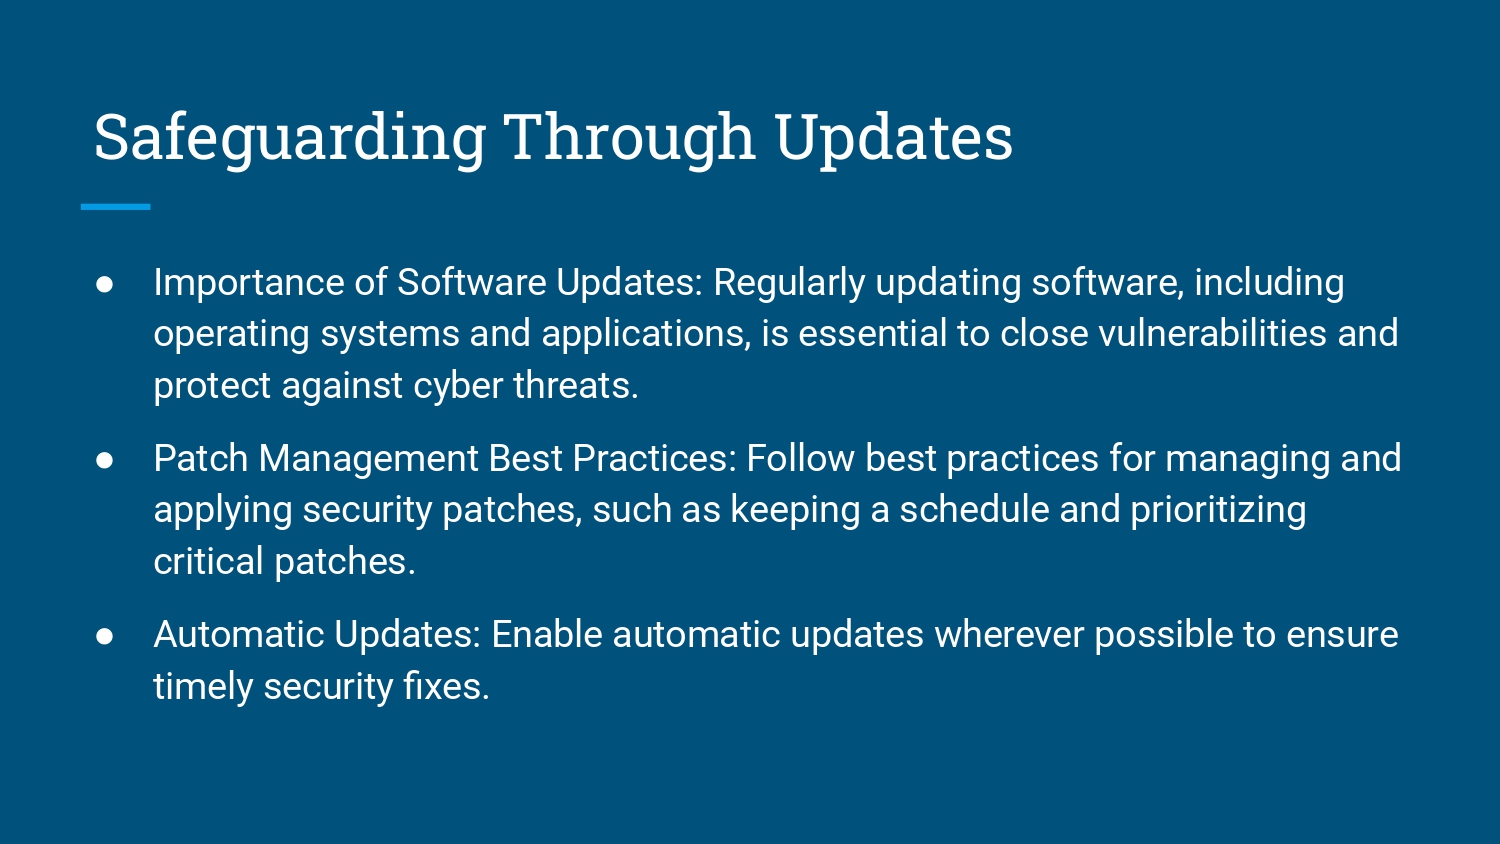 Safeguarding Through Updates
● Importance of Software Updates: Regularly updating software, including
operating systems and applications, is essential to close vulnerabilities and
protect against cyber threats.
● Patch Management Best Practices: Follow best practices for managing and
applying security patches, such as keeping a schedule and prioritizing
critical patches.
● Automatic Updates: Enable automatic updates wherever possible to ensure
timely security fixes.